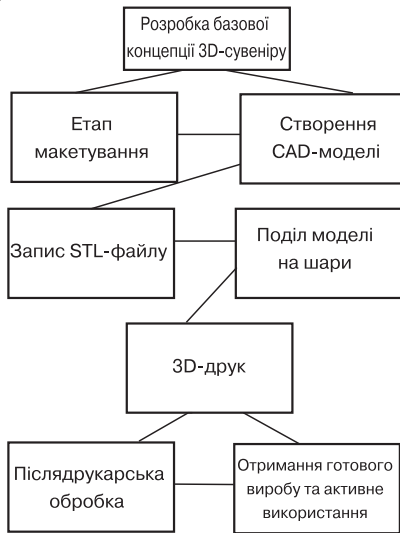 Розробка базової
концепції 3D-сувеніру
Етап
макетування
Створення
CAD-моделі
Запис STL-файлу
Поділ моделі
на шари
3D-друк
Післядрукарська
обробка
Отримання готового
виробу та активне
використання